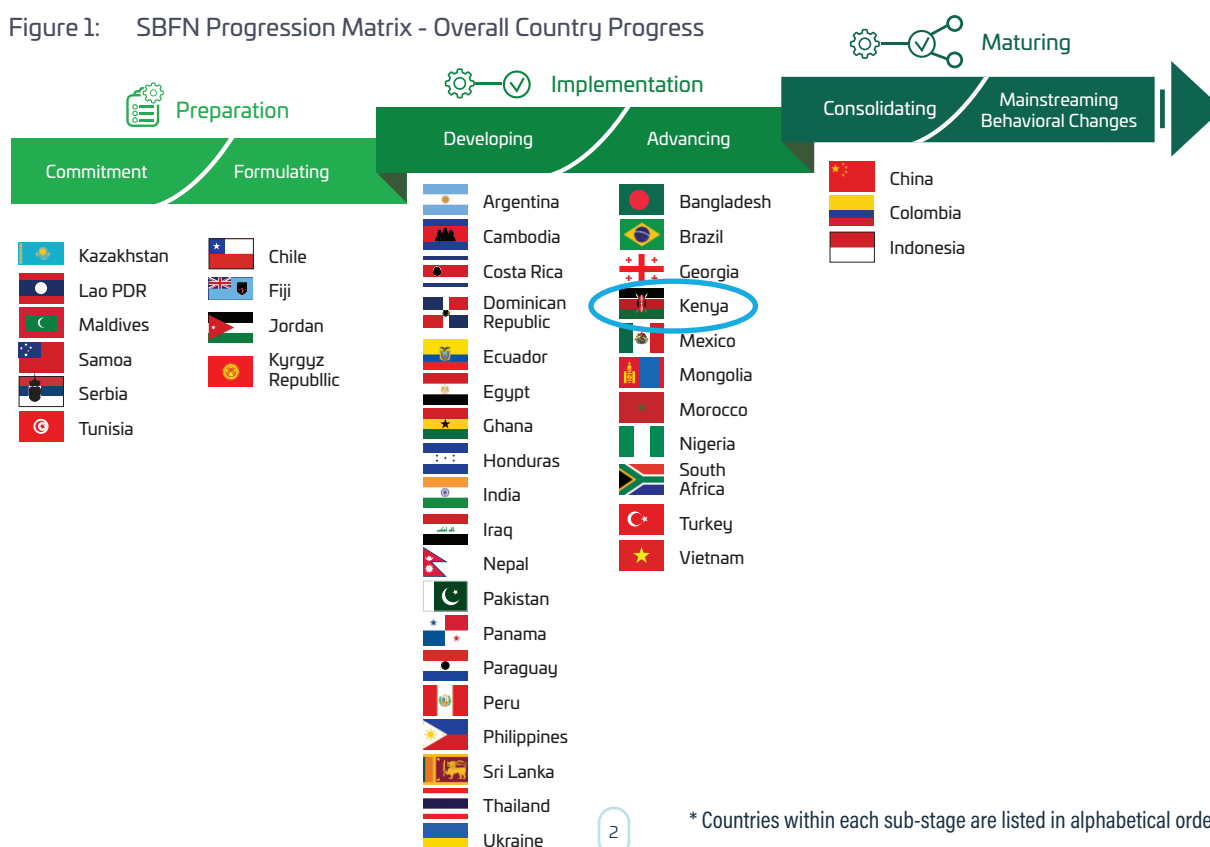 Figure 1: SBFN Progression Matrix - Overall Country Progress
Preparation
Implementation
Maturing
Commitment
Formulating
Developing
Advancing
Consolidating
Mainstreaming
Behavioral Changes
Kazakhstan
Lao PDR
Maldives
Samoa
Serbia
Tunisia
Chile
Fiji
Jordan
Kyrgyz
Republlic
Argentina
Cambodia
Costa Rica
Dominican
Republic
Ecuador
Egypt
Ghana
Honduras
India
Iraq
Nepal
Pakistan
Panama
Paraguay
Peru
Philippines
Sri Lanka
Thailand
Ukraine
Bangladesh
Brazil
Georgia
Kenya
Mexico
Mongolia
Morocco
Nigeria
South
Africa
Turkey
Vietnam
China
Colombia
Indonesia
2
* Countries within each sub-stage are listed in alphabetical orde